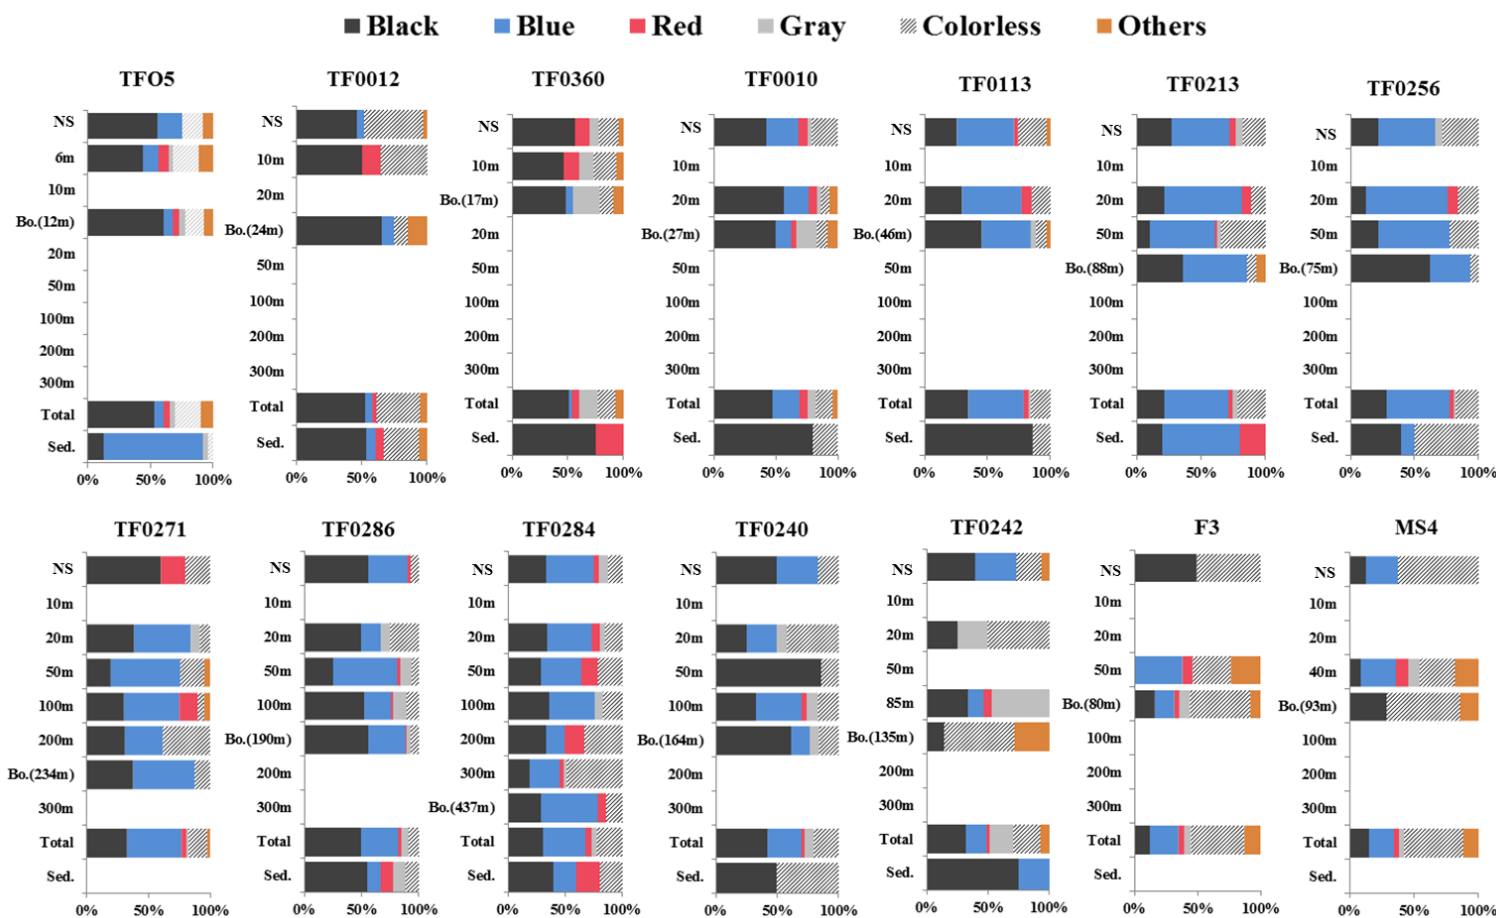 Black Blue Red Gray Colorless Others
TFO5
NS
6m
10m
Bo.(12m)
20m
50m
100m
200m
300m
Total
Sed.
0% 50% 100%
TF0012
NS
10m
20m
Bo.(24m)
50m
100m
200m
300m
Total
Sed.
0% 50% 100%
TF0360
NS
10m
Bo.(17m)
20m
50m
100m
200m
300m
Total
Sed.
0% 50% 100%
TF0010
NS
10m
20m
Bo.(27m)
50m
100m
200m
300m
Total
Sed.
0% 50% 100%
TF0113
NS
10m
20m
Bo.(46m)
50m
100m
200m
300m
Total
Sed.
0% 50% 100%
TF0213
NS
10m
20m
50m
Bo.(88m)
100m
200m
300m
Total
Sed.
0% 50% 100%
TF0256
NS
10m
20m
50m
Bo.(75m)
100m
200m
300m
Total
Sed.
0% 50% 100%
TF0271
NS
10m
20m
50m
100m
200m
Bo.(234m)
300m
Total
Sed.
0% 50% 100%
TF0286
NS
10m
20m
50m
100m
Bo.(190m)
200m
300m
Total
Sed.
0% 50% 100%
TF0284
NS
10m
20m
50m
100m
200m
300m
Bo.(437m)
Total
Sed.
0% 50% 100%
TF0240
NS
10m
20m
50m
100m
Bo.(164m)
200m
300m
Total
Sed.
0% 50% 100%
TF0242
NS
10m
20m
50m
85m
Bo.(135m)
200m
300m
Total
Sed.
0% 50% 100%
F3
NS
10m
20m
50m
Bo.(80m)
100m
200m
300m
Total
Sed.
0% 50% 100%
MS4
NS
10m
20m
40m
Bo.(93m)
100m
200m
300m
Total
Sed.
0% 50% 100%